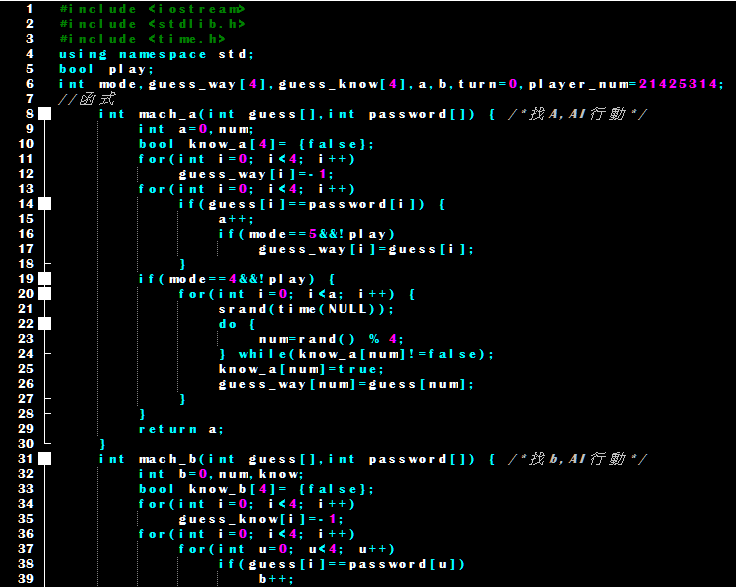 1 #include <iostream>
2 #include <stdlib.h>
3 #include <time.h>
4 using namespace std;
5 bool play;
6 int mode,guess_way[4],guess_know[4],a,b,turn=0,player_num=21425314;
7 //函式
8 int mach_a(int guess[],int password[]) { /*找A,AI行動*/
9 int a=0,num;
10 bool know_a[4]= {false};
11 for(int i=0; i<4; i++)
12 guess_way[i]=-1;
13 for(int i=0; i<4; i++)
14 if(guess[i]==password[i]) {
15 a++;
16 if(mode==5&&!play)
17 guess_way[i]=guess[i];
18 }
19 if(mode==4&&!play) {
20 for(int i=0; i<a; i++) {
21 srand(time(NULL));
22 do {
23 num=rand() % 4;
24 } while(know_a[num]!=false);
25 know_a[num]=true;
26 guess_way[num]=guess[num];
27 }
28 }
29 return a;
30 }
31 int mach_b(int guess[],int password[]) { /*找b,AI行動*/
32 int b=0,num,know;
33 bool know_b[4]= {false};
34 for(int i=0; i<4; i++)
35 guess_know[i]=-1;
36 for(int i=0; i<4; i++)
37 for(int u=0; u<4; u++)
38 if(guess[i]==password[u])
39 b++;